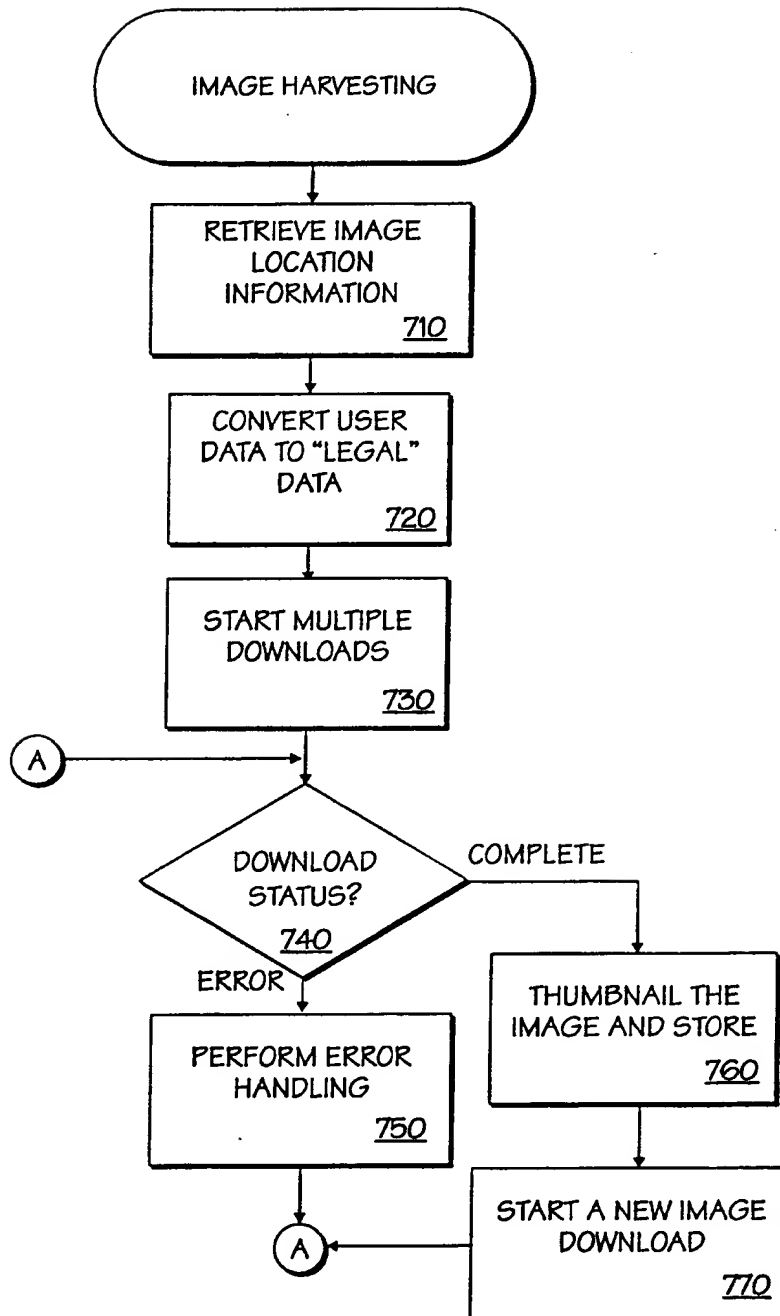 IMAGE HARVESTING
RETRIEVE IMAGE
LOCATION
INFORMATION
710
CONVERT USER
DATA TO “LEGAL”
DATA
720
START MULTIPLE
DOWNLOADS
730
A
DOWNLOAD
STATUS?
740
COMPLETE
ERROR
PERFORM ERROR
HANDLING
750
THUMBNAIL THE
IMAGE AND STORE
760
START A NEW IMAGE
DOWNLOAD
770
A